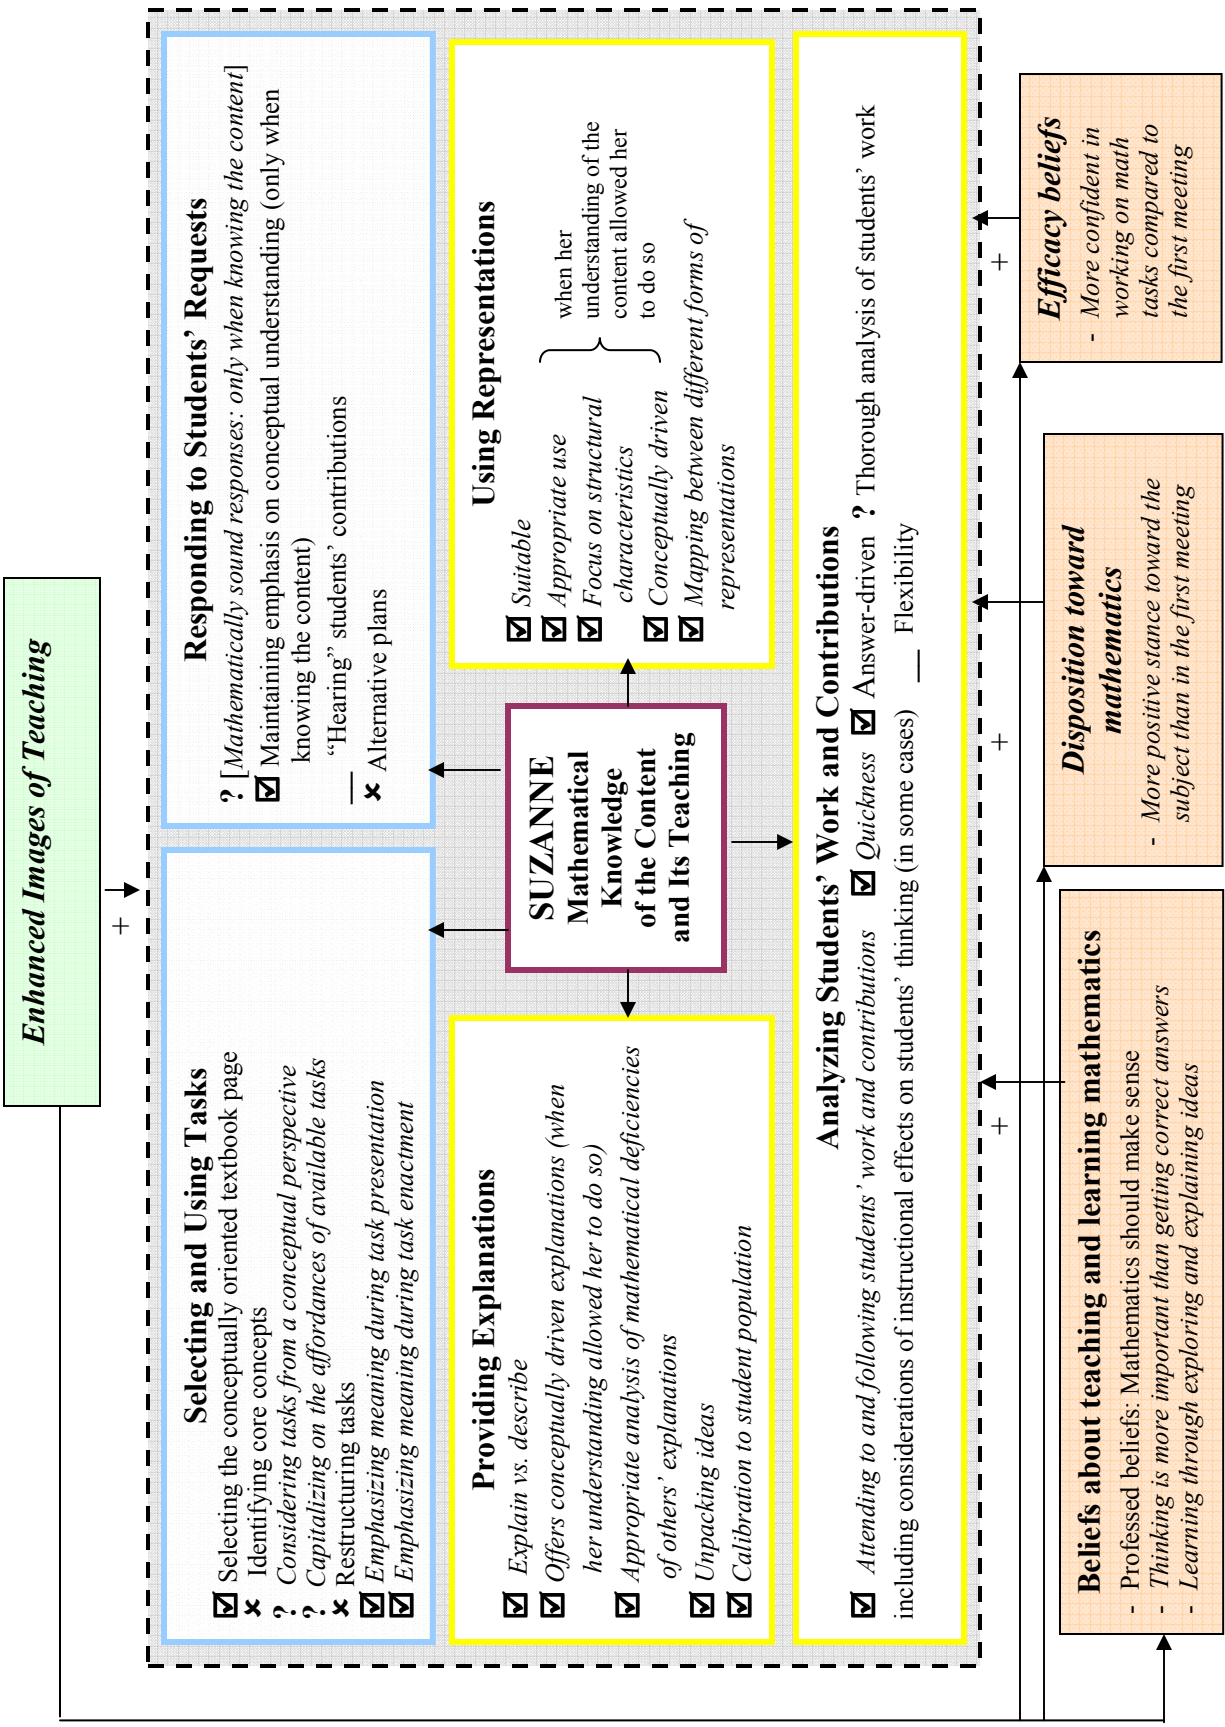 Enhanced Images of Teaching
+
Selecting and Using Tasks
☑ Selecting the conceptually oriented textbook page
✘ Identifying core concepts
? Considering tasks from a conceptual perspective
? Capitalizing on the affordances of available tasks
✘ Restructuring tasks
☑ Emphasizing meaning during task presentation
☑ Emphasizing meaning during task enactment
Responding to Students’ Requests
? [Mathematically sound responses: only when knowing the content]
☑ Maintaining emphasis on conceptual understanding (only when
knowing the content)
__ “Hearing” students’ contributions
✘ Alternative plans
Providing Explanations
☑ Explain vs. describe
☑ Offers conceptually driven explanations (when
her understanding allowed her to do so)
☑ Appropriate analysis of mathematical deficiencies
of others’ explanations
☑ Unpacking ideas
☑ Calibration to student population
SUZANNE
Mathematical
Knowledge
of the Content
and Its Teaching
Using Representations
☑ Suitable
☑ Appropriate use
☑ Focus on structural
characteristics
☑ Conceptually driven
☑ Mapping between different forms of
representations
when her
understanding of the
content allowed her
to do so
Analyzing Students’ Work and Contributions
☑ Attending to and following students’ work and contributions ☑ Quickness ☑ Answer-driven ? Thorough analysis of students’ work
including considerations of instructional effects on students’ thinking (in some cases) __ Flexibility
+
+
+
Beliefs about teaching and learning mathematics
- Professed beliefs: Mathematics should make sense
- Thinking is more important than getting correct answers
- Learning through exploring and explaining ideas
Disposition toward
mathematics
- More positive stance toward the
subject than in the first meeting
Efficacy beliefs
- More confident in
working on math
tasks compared to
the first meeting